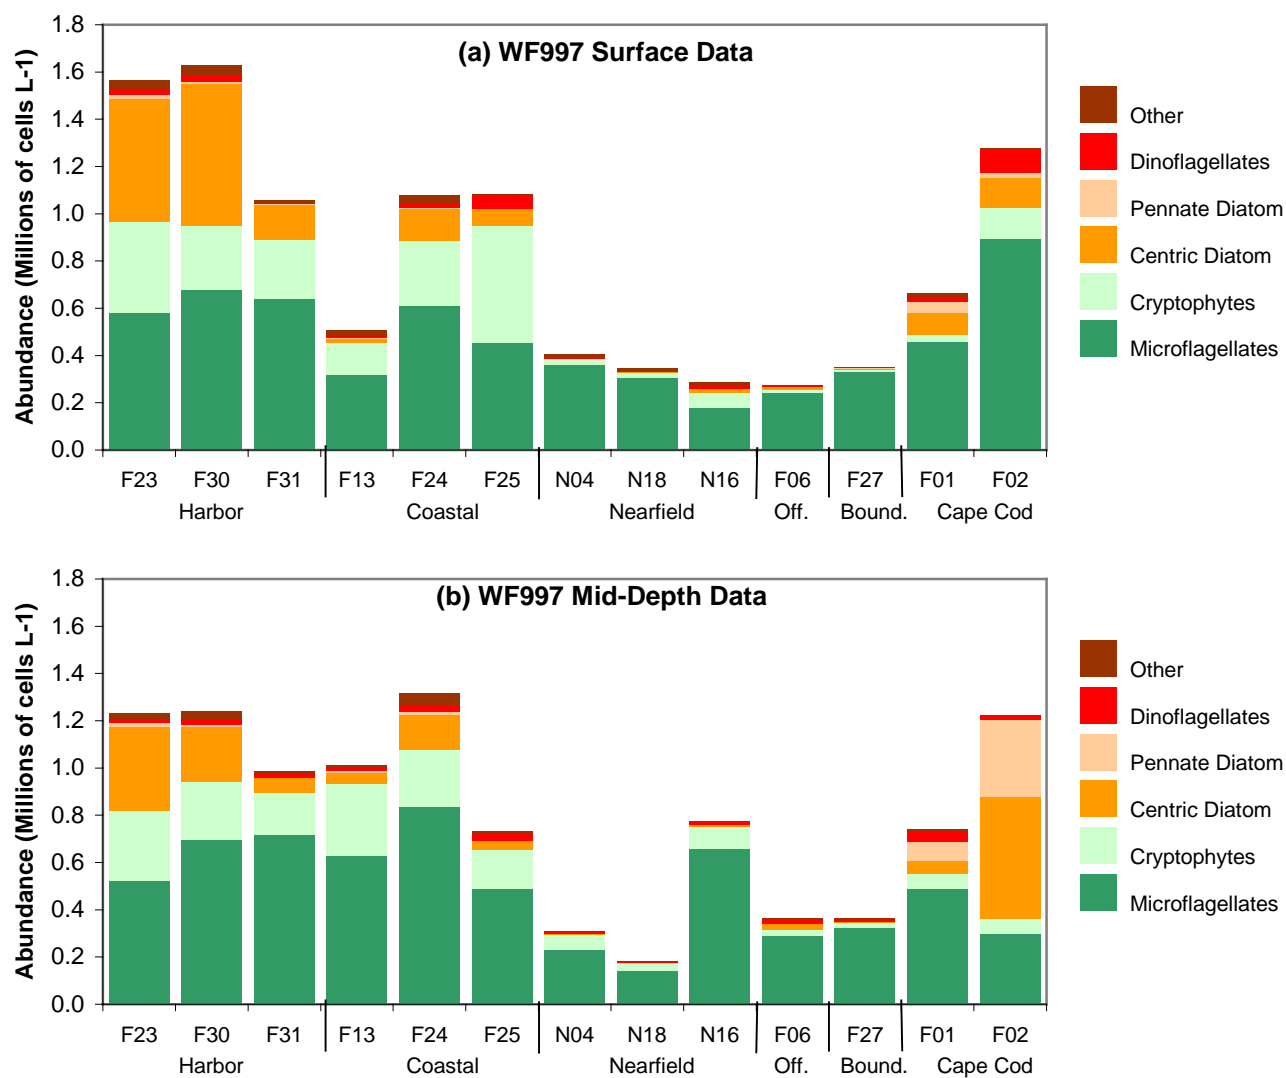 (a) WF997 Surface Data
Abundance (Millions of cells L-1)
1.8
1.6
1.4
1.2
1.0
0.8
0.6
0.4
0.2
0.0
F23 F30 F31 F13 F24 F25 N04 N18 N16 F06 F27 F01 F02
Harbor Coastal Nearfield Off. Bound. Cape Cod
Other
Dinoflagellates
Pennate Diatom
Centric Diatom
Cryptophytes
Microflagellates
(b) WF997 Mid-Depth Data
Abundance (Millions of cells L-1)
1.8
1.6
1.4
1.2
1.0
0.8
0.6
0.4
0.2
0.0
F23 F30 F31 F13 F24 F25 N04 N18 N16 F06 F27 F01 F02
Harbor Coastal Nearfield Off. Bound. Cape Cod
Other
Dinoflagellates
Pennate Diatom
Centric Diatom
Cryptophytes
Microflagellates